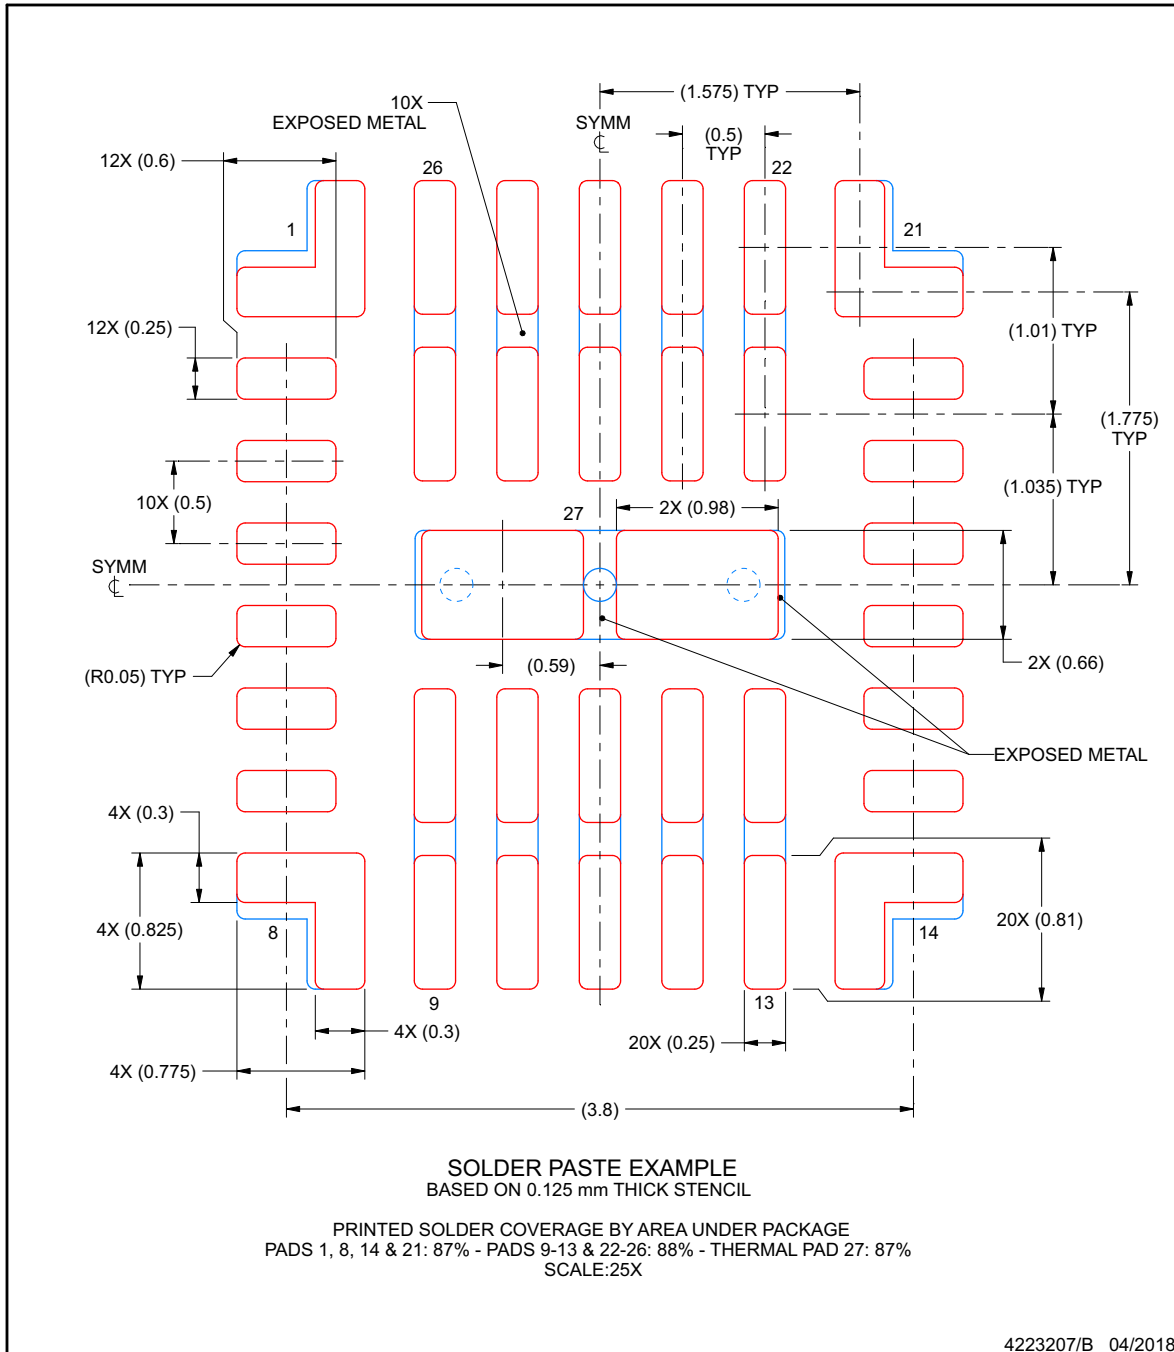 (1.575) TYP
10X
EXPOSED METAL
SYMM
℄
(0.5)
TYP
12X (0.6)
26
22
1
21
12X (0.25)
(1.01) TYP
(1.775)
TYP
10X (0.5)
(1.035) TYP
27
2X (0.98)
SYMM
℄
(R0.05) TYP
(0.59)
2X (0.66)
EXPOSED METAL
4X (0.3)
4X (0.825)
8
14
20X (0.81)
9
13
4X (0.3)
20X (0.25)
4X (0.775)
(3.8)
SOLDER PASTE EXAMPLE
BASED ON 0.125 mm THICK STENCIL
PRINTED SOLDER COVERAGE BY AREA UNDER PACKAGE
PADS 1, 8, 14 & 21: 87% - PADS 9-13 & 22-26: 88% - THERMAL PAD 27: 87%
SCALE:25X
4223207/B 04/2018